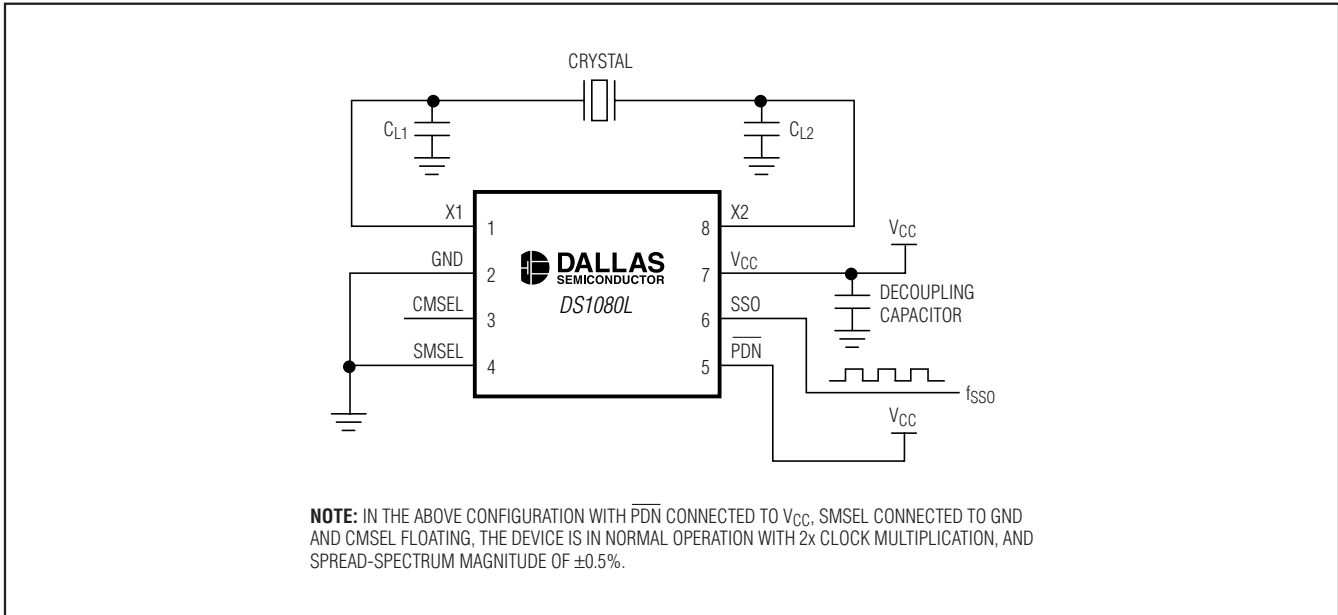 CRYSTAL
CL1
CL2
X1
1
8
X2
VCC
GND
2
DALLAS
SEMICONDUCTOR
DS1080L
7
VCC
DECOUPLING
CAPACITOR
CMSEL
3
6
SSO
SMSEL
4
5
PDN
fSSO
VCC
NOTE: IN THE ABOVE CONFIGURATION WITH PDN CONNECTED TO VCC, SMSEL CONNECTED TO GND
AND CMSEL FLOATING, THE DEVICE IS IN NORMAL OPERATION WITH 2x CLOCK MULTIPLICATION, AND
SPREAD-SPECTRUM MAGNITUDE OF ±0.5%.